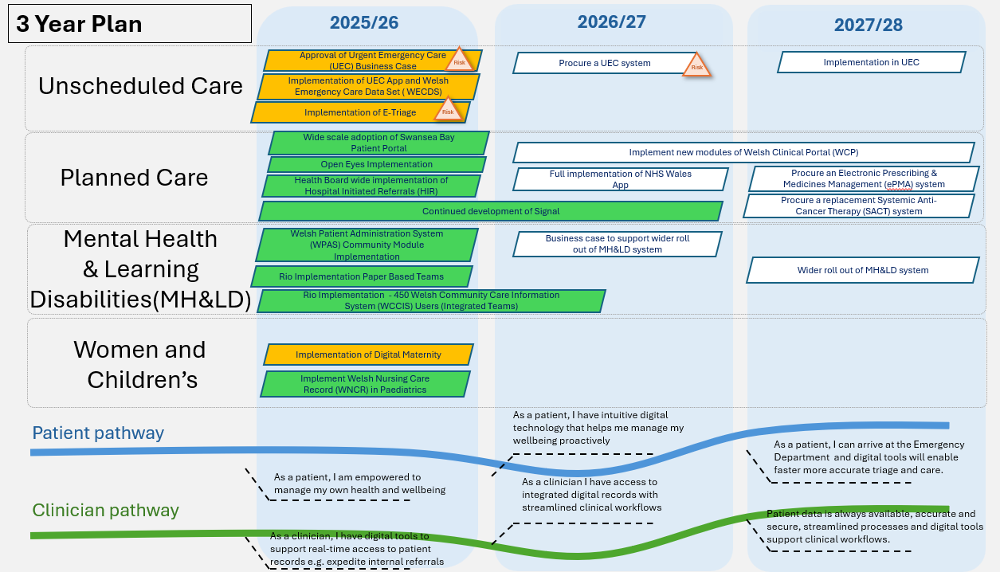 3 Year Plan
2025/26
2026/27
2027/28
Unscheduled Care
Approval of Urgent Emergency Care
(UEC) Business Case
Risk
Implementation of UEC App and Welsh
Emergency Care Data Set ( WECDS)
Implementation of E-Triage
Risk
Procure a UEC system
Risk
Implementation in UEC
Planned Care
Wide scale adoption of Swansea Bay
Patient Portal
Open Eyes Implementation
Health Board wide implementation of
Hospital Initiated Referrals (HIR)
Continued development of Signal
Implement new modules of Welsh Clinical Portal (WCP)
Full implementation of NHS Wales
App
Procure an Electronic Prescribing &
Medicines Management (ePMA) system
Procure a replacement Systemic Anti-
Cancer Therapy (SACT) system
Mental Health
& Learning
Disabilities(MH&LD)
Welsh Patient Administration System
(WPAS) Community Module
Implementation
Rio Implementation Paper Based Teams
Rio Implementation - 450 Welsh Community Care Information
System (WCCIS) Users (Integrated Teams)
Business case to support wider roll
out of MH&LD system
Wider roll out of MH&LD system
Women and
Children’s
Implementation of Digital Maternity
Implement Welsh Nursing Care
Record (WNCR) in Paediatrics
Patient pathway
As a patient, I am empowered to
manage my own health and wellbeing
As a patient, I have intuitive digital
technology that helps me manage my
wellbeing proactively
As a patient, I can arrive at the Emergency
Department and digital tools will enable
faster more accurate triage and care.
Clinician pathway
As a clinician, I have digital tools to
support real-time access to patient
records e.g. expedite internal referrals
As a clinician I have access to
integrated digital records with
streamlined clinical workflows
Patient data is always available, accurate and
secure, streamlined processes and digital tools
support clinical workflows.